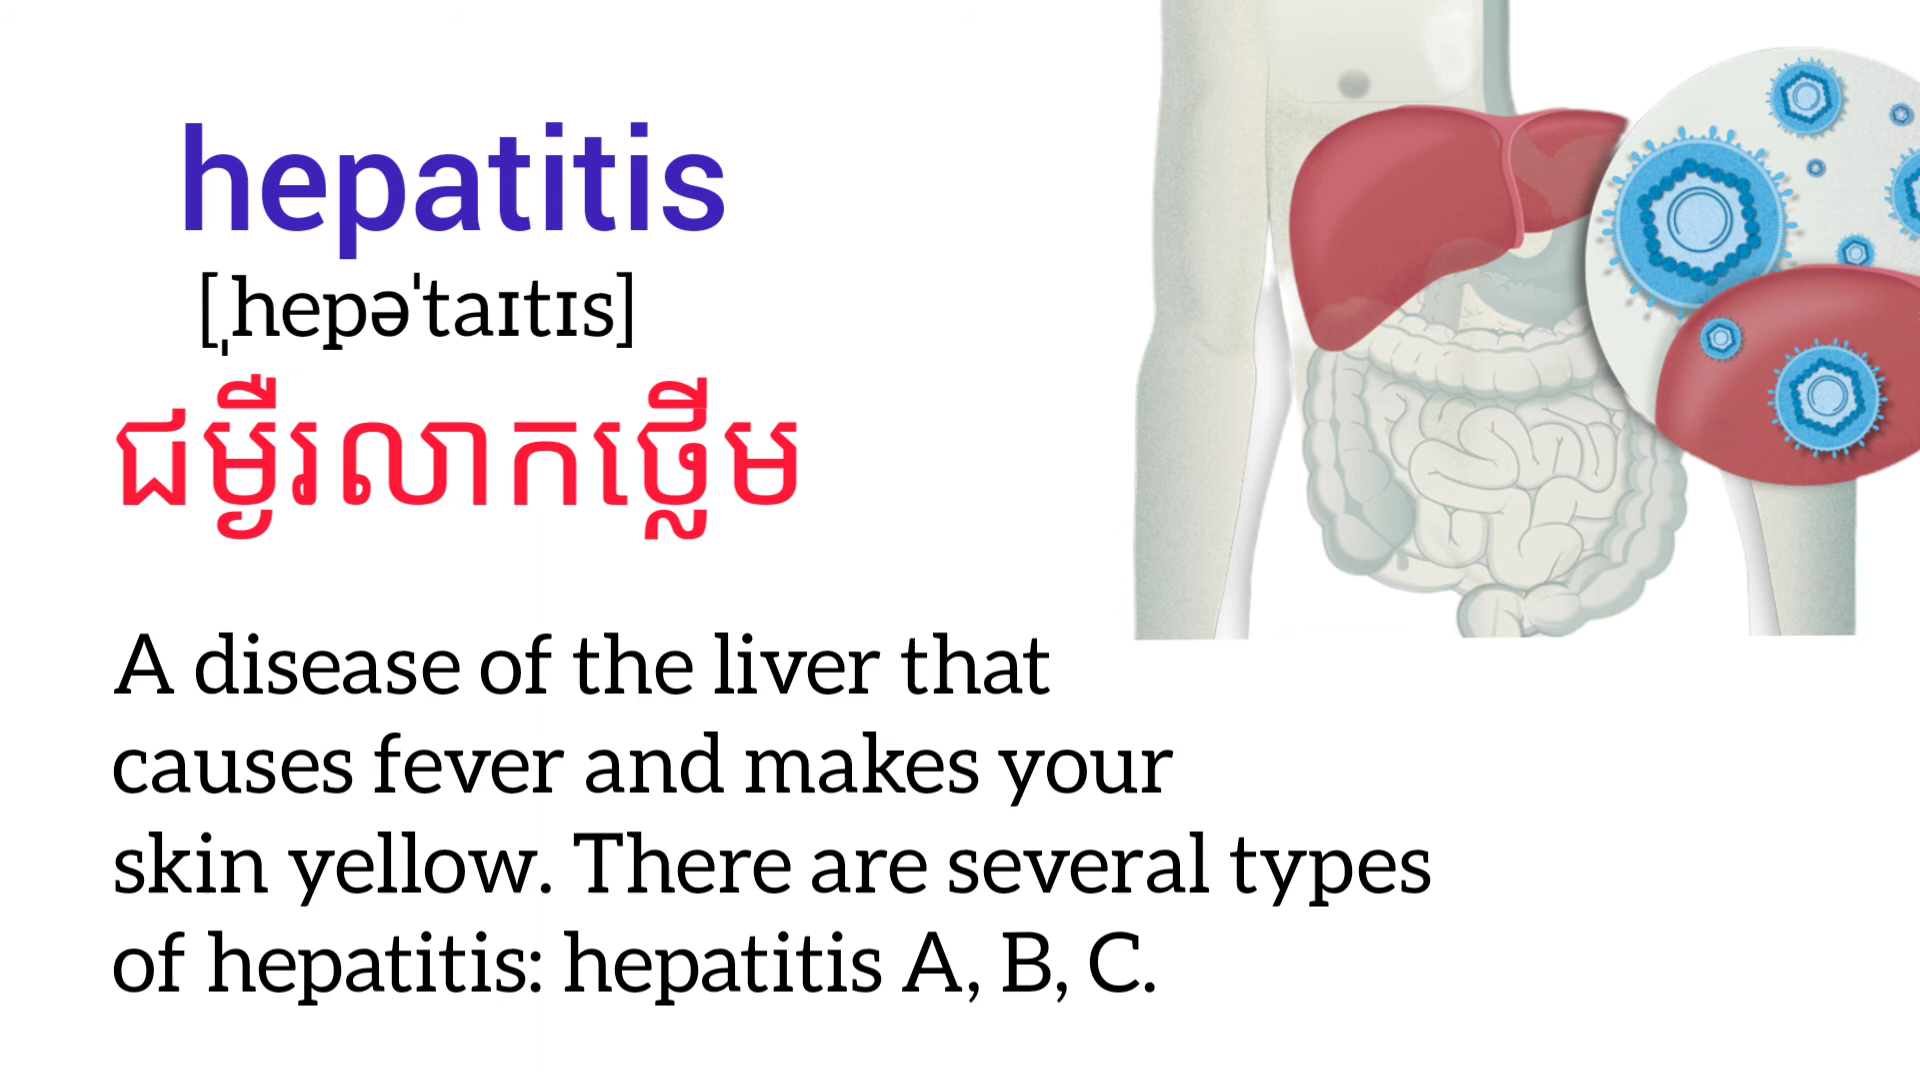 hepatitis
[ˌhepəˈtaɪtɪs]
ជម្ងឺរលាកថ្លើម
A disease of the liver that
causes fever and makes your
skin yellow. There are several types
of hepatitis: hepatitis A, B, C.